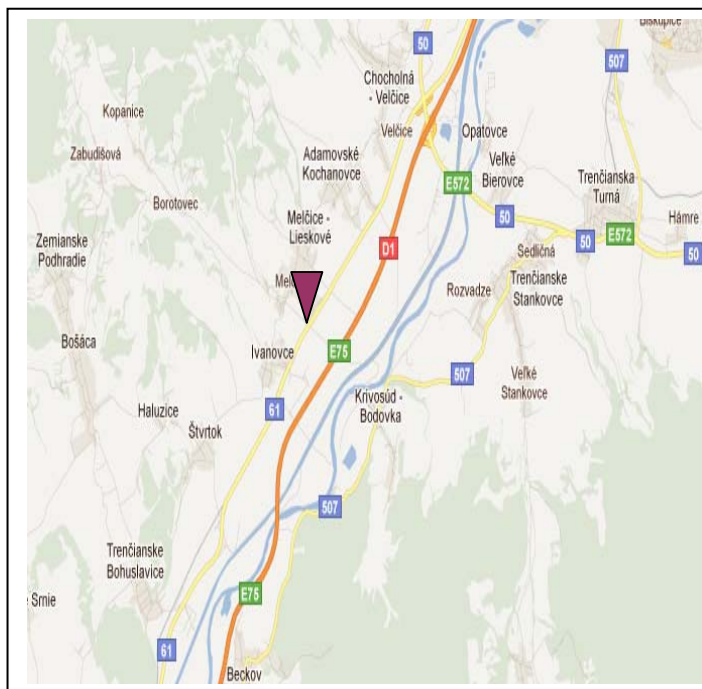 Biskupice
50
507
Chocholná
- Velčice
Kopanice
Velčice
Opatovce
Zabudišová
Adamovské
Kochanovce
Veľké
Bierovce
E572
Trenčianska
Turná
Borotovec
Melčice -
Lieskové
50
Hámre
E572
Zemianske
Podhradie
D1
Sedličná
50
50
Rozvadze
Trenčianske
Stankovce
Bošáca
Ivanovce
E75
507
Veľké
Stankovce
Haluzice
61
Krivosúd -
Bodovka
Štvrtok
507
Trenčianske
Bohuslavice
E75
Srnie
61
Beckov